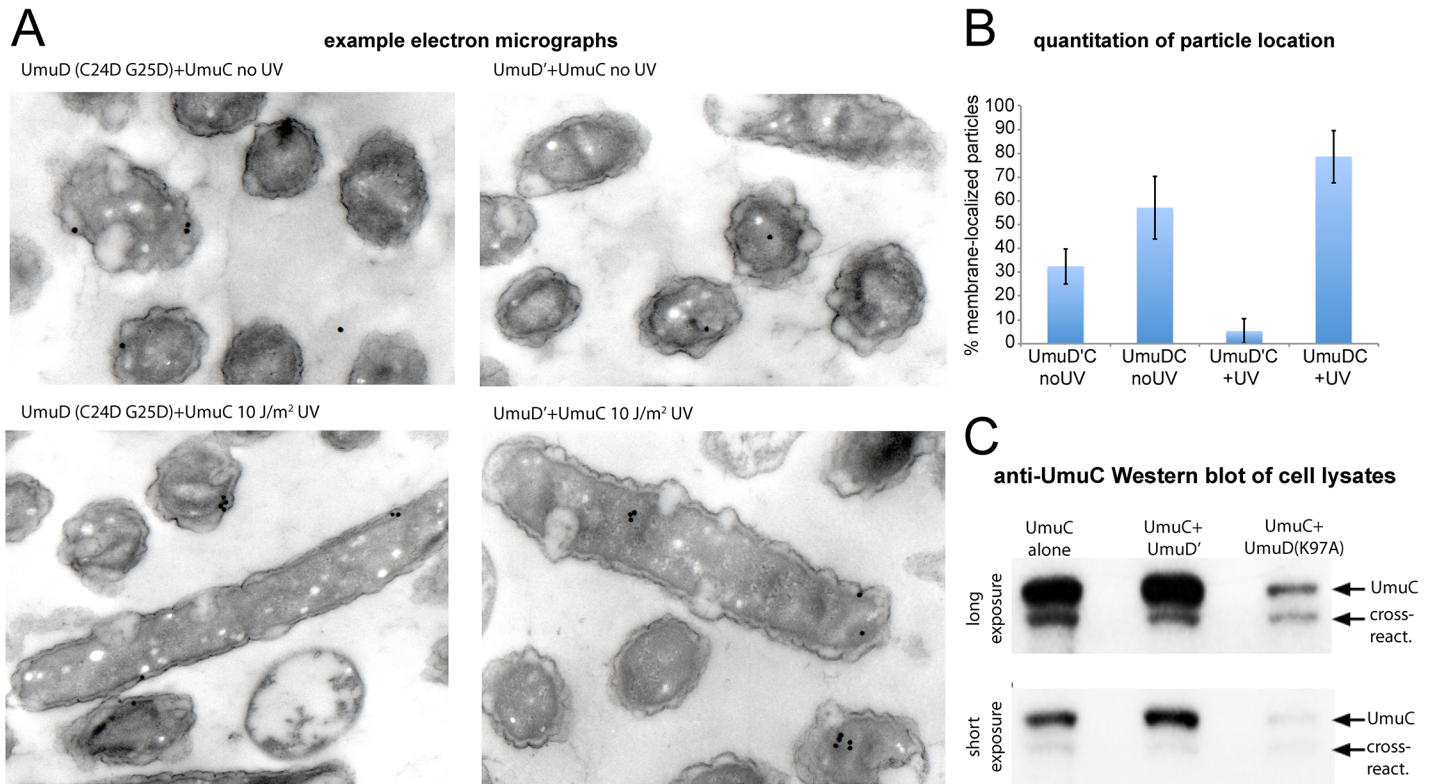 A
example electron micrographs
UmuD (C24D G25D)+UmuC no UV
UmuD’+UmuC no UV
UmuD (C24D G25D)+UmuC 10 J/m² UV
UmuD’+UmuC 10 J/m² UV
B
quantitation of particle location
% membrane-localized particles
100
90
80
70
60
50
40
30
20
10
0
UmuD'C
noUV
UmuDC
noUV
UmuD'C
+UV
UmuDC
+UV
C
anti-UmuC Western blot of cell lysates
UmuC
alone
UmuC+
UmuD’
UmuC+
UmuD(K97A)
long
exposure
UmuC
cross-
react.
short
exposure
UmuC
cross-
react.